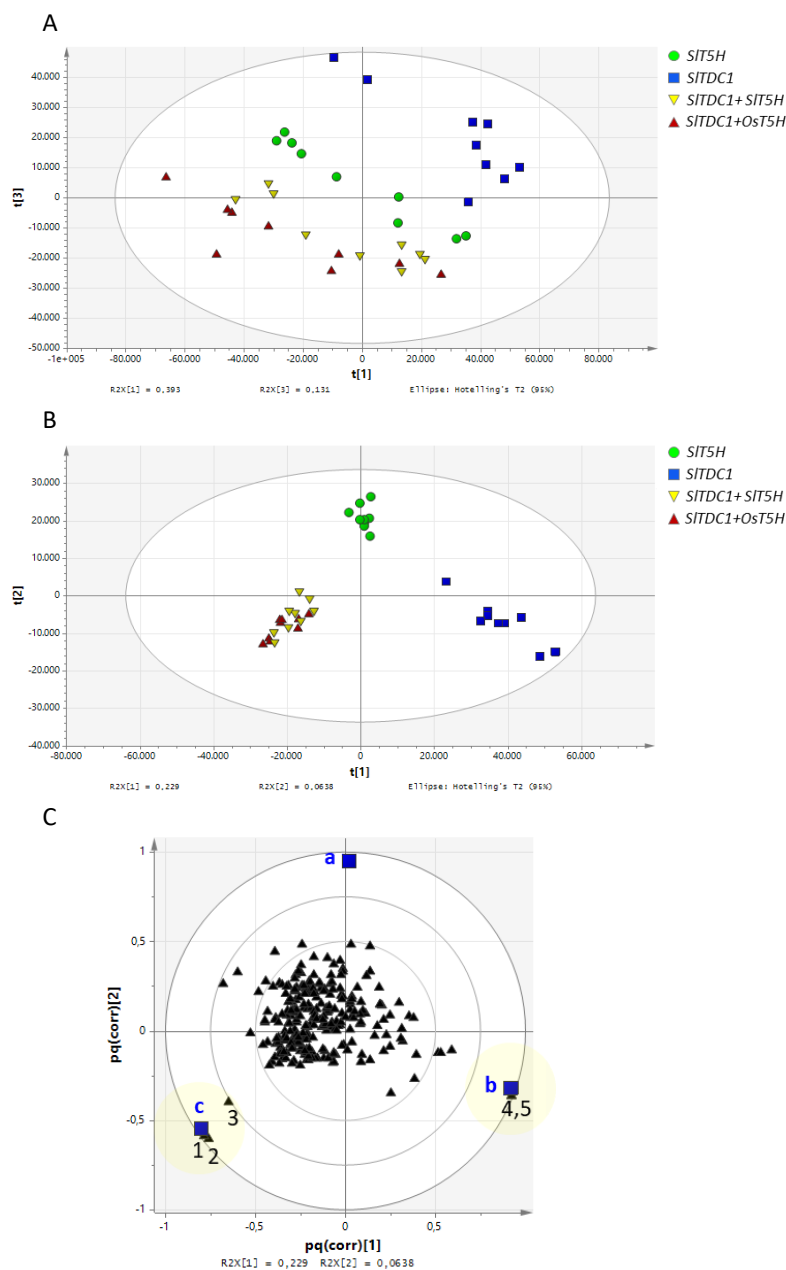 A
SlT5H
SlTDC1
SlTDC1+ SlT5H
SlTDC1+OsT5H
40.000
30.000
20.000
10.000
0
-10.000
-20.000
-30.000
-40.000
-50.000
t[3]
-1e+005 -80.000 -60.000 -40.000 -20.000 0 20.000 40.000 60.000 80.000
t[1]
R2X[1] = 0,393 R2X[3] = 0,131 Ellipse: Hotelling's T2 (95%)
B
SlT5H
SlTDC1
SlTDC1+ SlT5H
SlTDC1+OsT5H
30.000
20.000
10.000
0
-10.000
-20.000
-30.000
-40.000
t[2]
-80.000 -60.000 -40.000 -20.000 0 20.000 40.000 60.000
t[1]
R2X[1] = 0,229 R2X[2] = 0,0638 Ellipse: Hotelling's T2 (95%)
C
1
0,5
0
-0,5
-1
pq(corr)[2]
a
b
4,5
c
3
1
2
-1 -0,5 0 0,5
pq(corr)[1]
R2X[1] = 0,229 R2X[2] = 0,0638